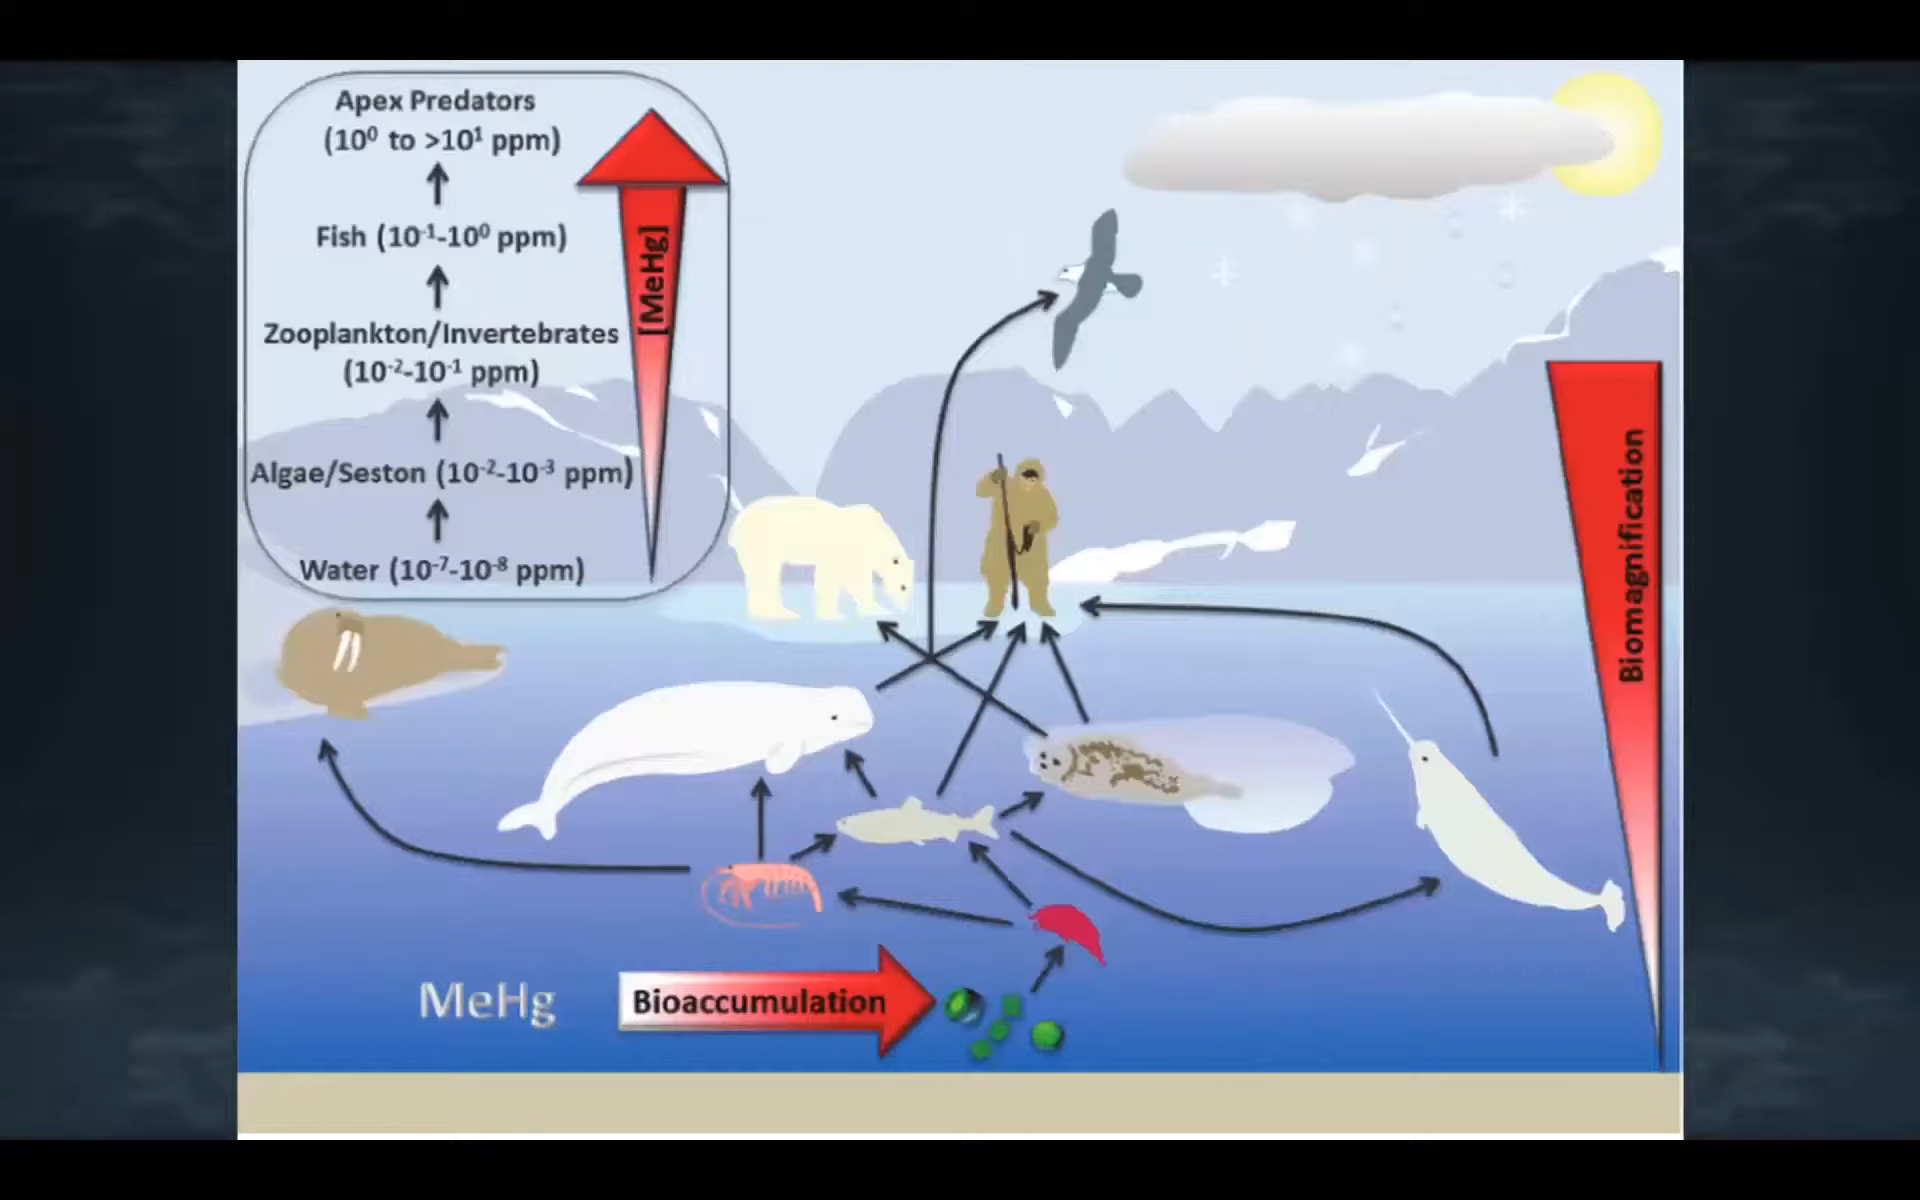 Apex Predators
(10⁰ to >10¹ ppm)
Fish (10⁻¹-10⁰ ppm)
Zooplankton/Invertebrates
(10⁻²-10⁻¹ ppm)
Algae/Seston (10⁻²-10⁻³ ppm)
Water (10⁻⁷-10⁻⁸ ppm)
[MeHg]
Biomagnification
MeHg
Bioaccumulation